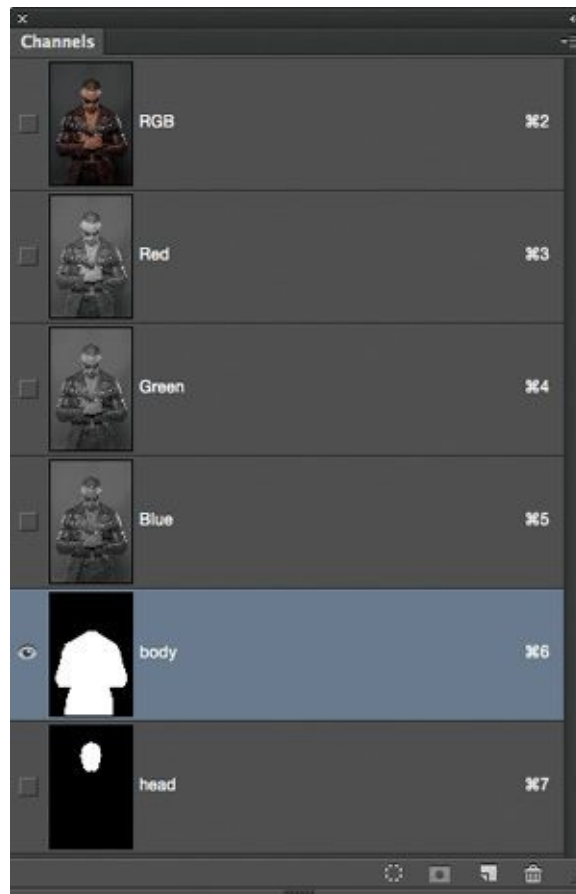 Channels
RGB ⌘2
Red ⌘3
Green ⌘4
Blue ⌘5
body ⌘6
head ⌘7